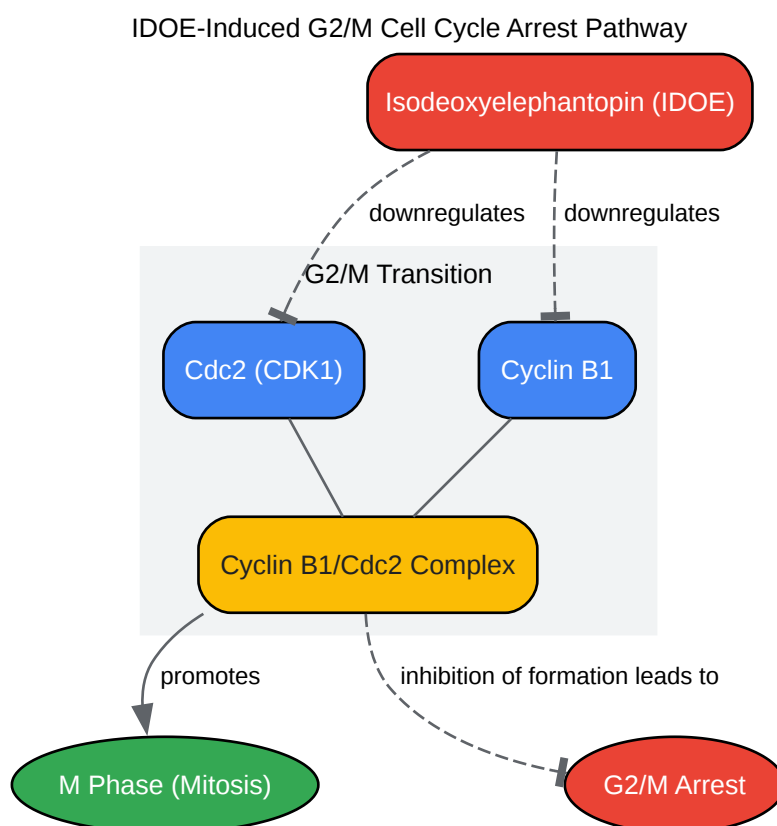 IDOE-Induced G2/M Cell Cycle Arrest Pathway
Isodeoxyelephantopin (IDOE)
downregulates
downregulates
G2/M Transition
Cdc2 (CDK1)
Cyclin B1
Cyclin B1/Cdc2 Complex
promotes
inhibition of formation leads to
M Phase (Mitosis)
G2/M Arrest